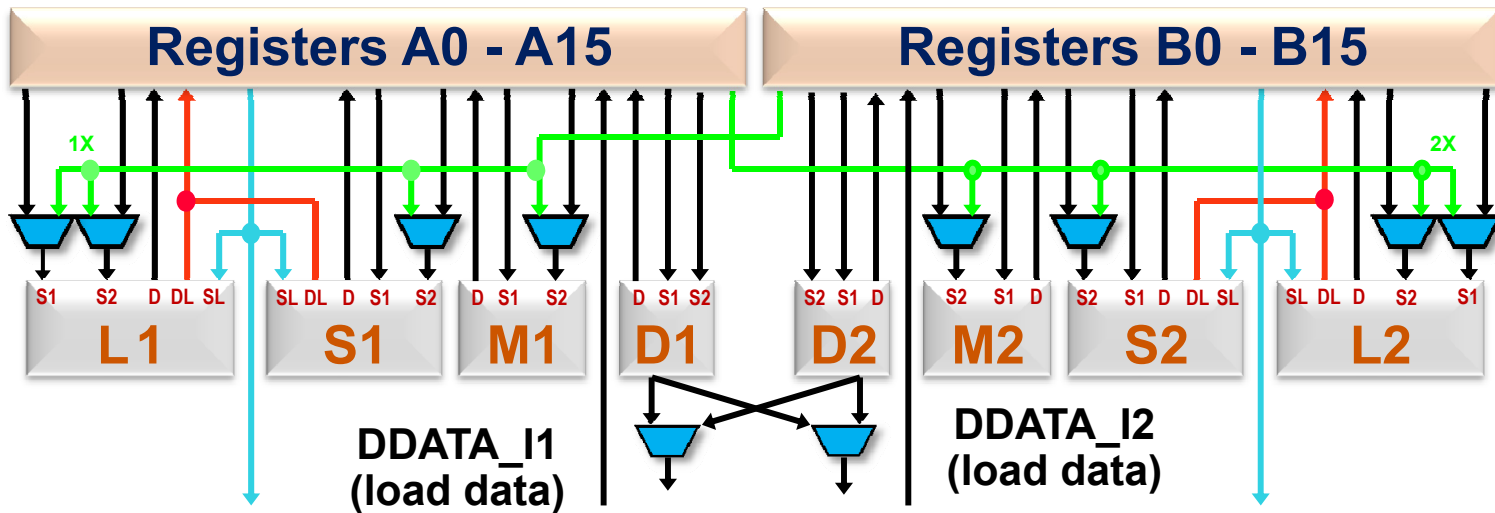 Registers A0 - A15
Registers B0 - B15
1X
2X
S1 S2 D DL SL
SL DL D S1 S2
D S1 S2
D S1 S2
S2 S1 D
S2 S1 D
S2 S1 D DL SL
SL DL D S2 S1
L1
S1
M1
D1
D2
M2
S2
L2
DDATA_I1
(load data)
DDATA_I2
(load data)